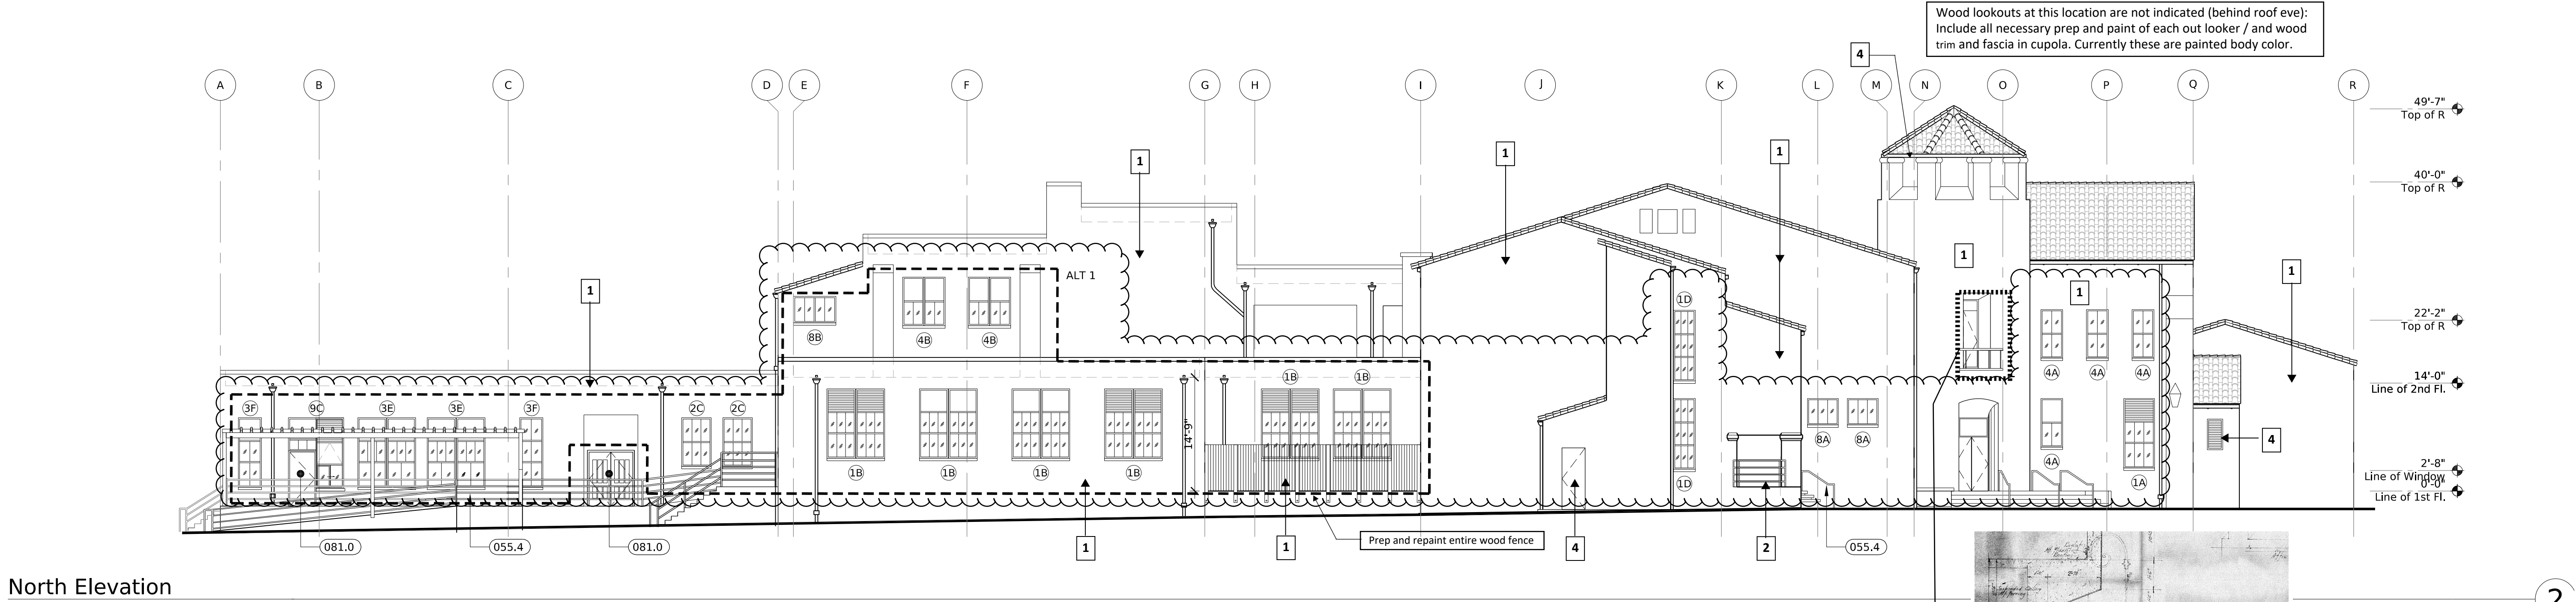 Wood lookouts at this location are not indicated (behind roof eve):
Include all necessary prep and paint of each out looker / and wood
trim and fascia in cupola. Currently these are painted body color.
4
A B C D E F G H I J K L M N O P Q R
49'-7"
Top of R
1 1 1
40'-0"
Top of R
1
1
ALT 1
1
1
1D
22'-2"
Top of R
8B 4B 4B
4A 4A 4A
1B 1B
14'-0"
Line of 2nd Fl.
3F 9C 3E 3E 3F 2C 2C
14'-9"
8A 8A
4
1B 1B 1B 1B
4A
2'-8"
Line of Window
0'-0"
Line of 1st Fl.
1D
1A
081.0 055.4 081.0
1 1
Prep and repaint entire wood fence
4 2
055.4
North Elevation
2